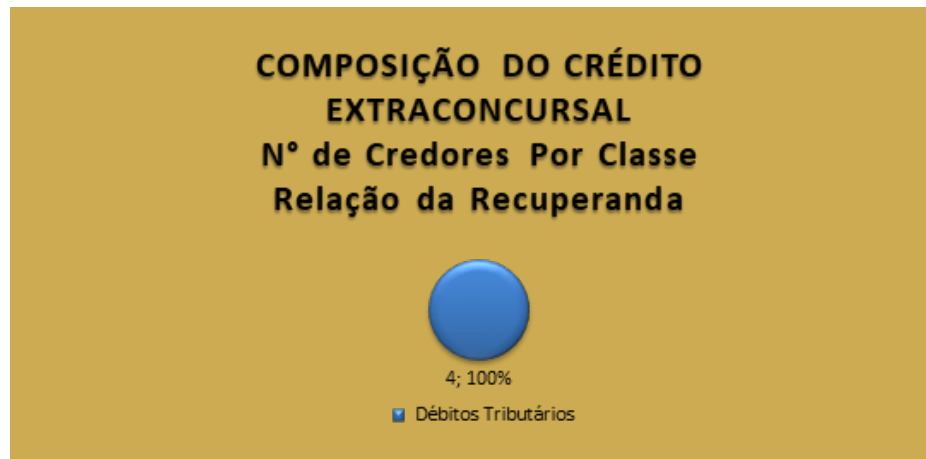 COMPOSIÇÃO DO CRÉDITO
EXTRACONCURSAL
N° de Credores Por Classe
Relação da Recuperanda
4; 100%
Débitos Tributários